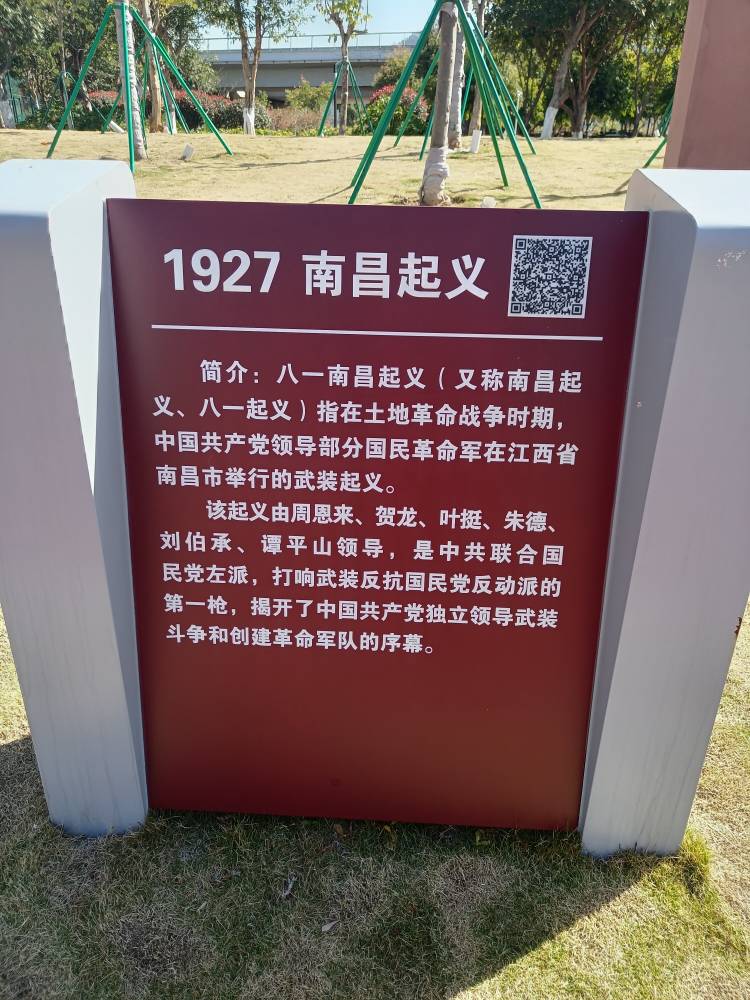 1927 南昌起义
简介：八一南昌起义（又称南昌起
义、八一起义）指在土地革命战争时期，
中国共产党领导部分国民革命军在江西省
南昌市举行的武装起义。
该起义由周恩来、贺龙、叶挺、朱德、
刘伯承、谭平山领导，是中共联合国
民党左派，打响武装反抗国民党反动派的
第一枪，揭开了中国共产党独立领导武装
斗争和创建革命军队的序幕。